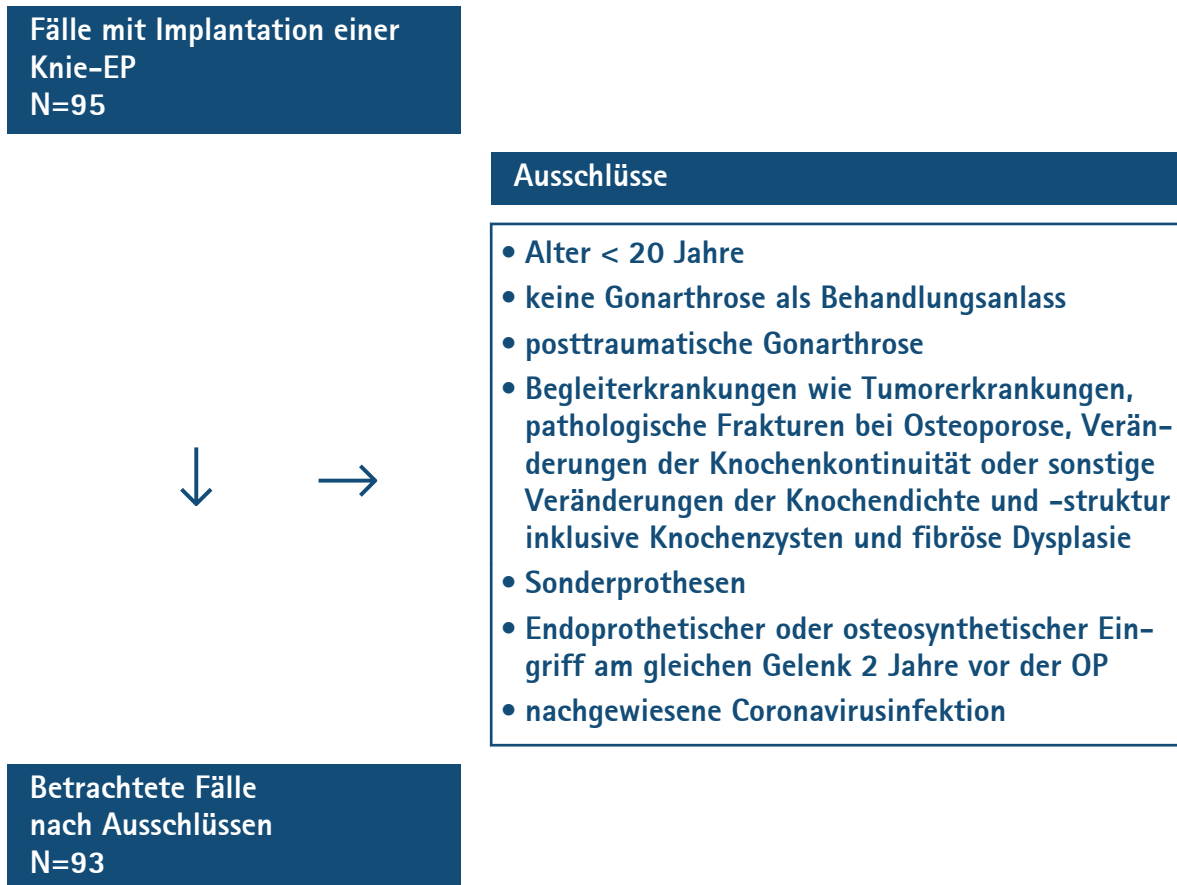 Fälle mit Implantation einer
Knie-EP
N=95
Ausschlüsse
• Alter < 20 Jahre
• keine Gonarthrose als Behandlungsanlass
• posttraumatische Gonarthrose
• Begleiterkrankungen wie Tumorerkrankungen,
pathologische Frakturen bei Osteoporose, Verän-
derungen der Knochenkontinuität oder sonstige
Veränderungen der Knochendichte und -struktur
inklusive Knochenzysten und fibröse Dysplasie
• Sonderprothesen
• Endoprothetischer oder osteosynthetischer Ein-
griff am gleichen Gelenk 2 Jahre vor der OP
• nachgewiesene Coronavirusinfektion
Betrachtete Fälle
nach Ausschlüssen
N=93